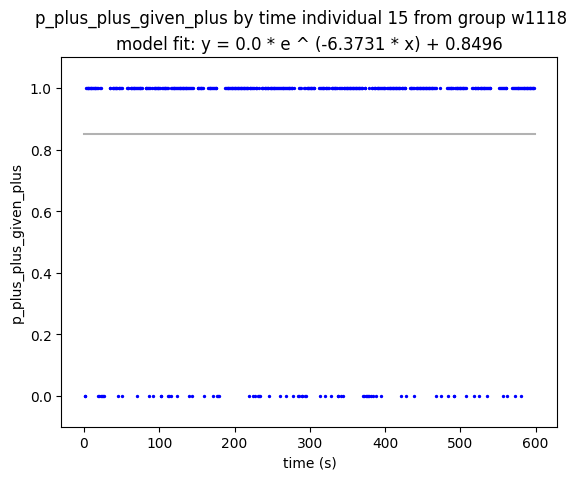 p_plus_plus_given_plus by time individual 15 from group w1118
model fit: y = 0.0 * e ^ (-6.3731 * x) + 0.8496
p_plus_plus_given_plus
1.0
0.8
0.6
0.4
0.2
0.0
0 100 200 300 400 500 600
time (s)